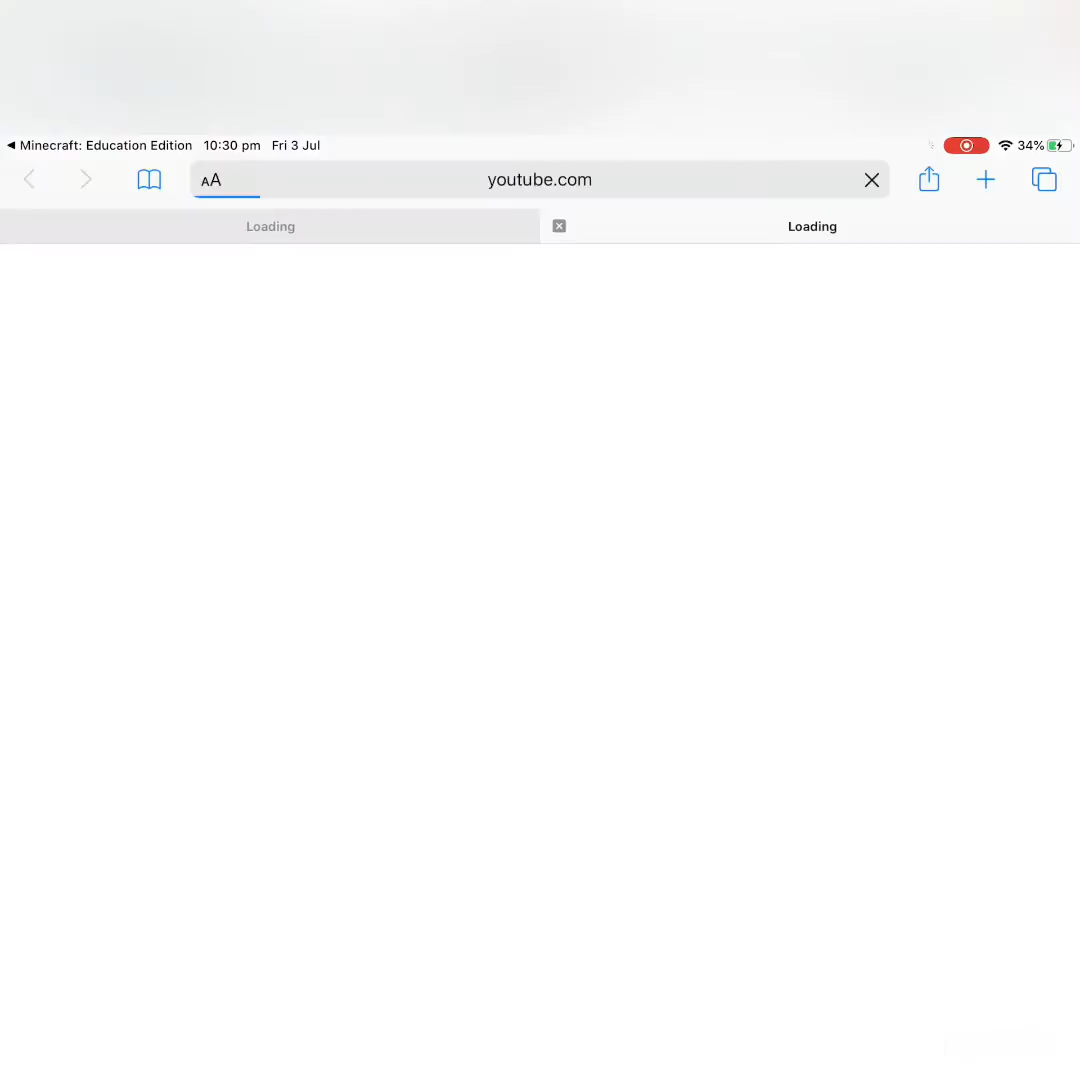 ◀ Minecraft: Education Edition 10:30 pm Fri 3 Jul 34%
AA youtube.com
Loading Loading